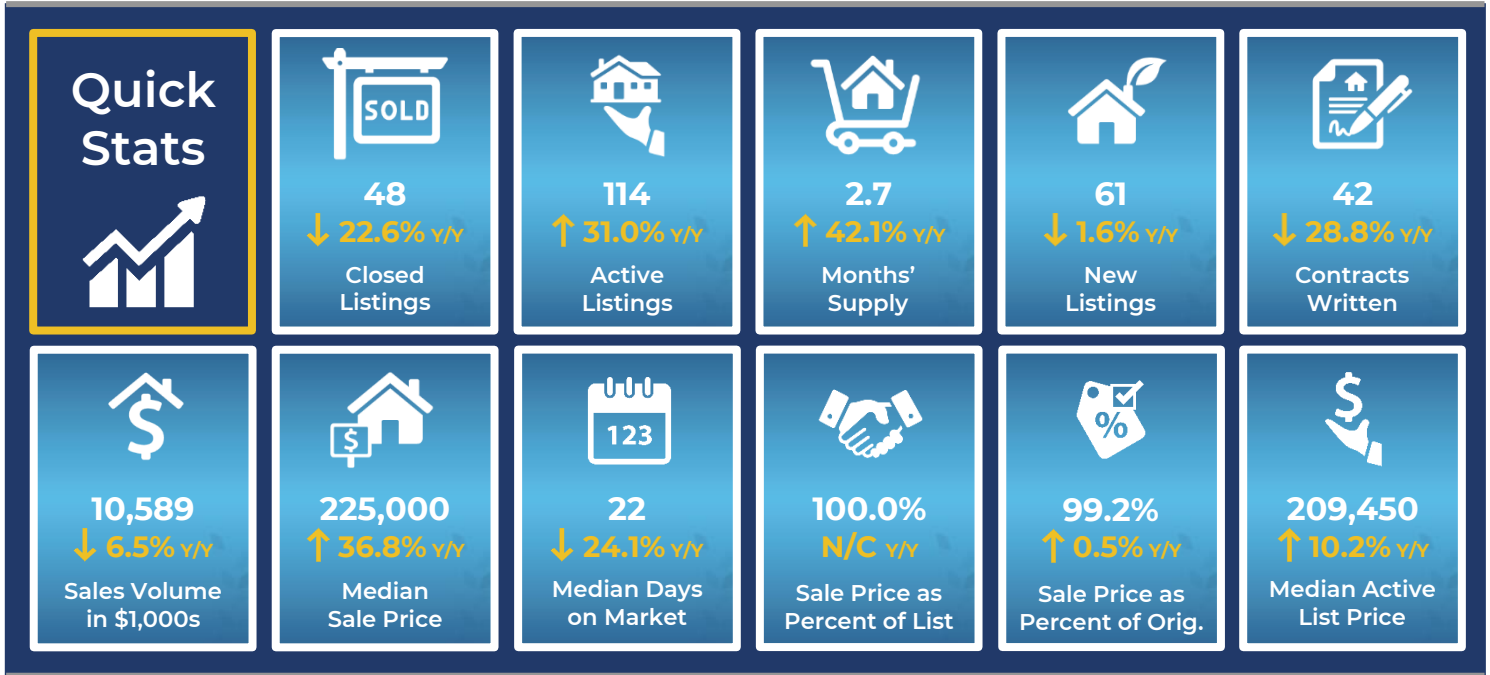 Quick
Stats
SOLD
48
↓ 22.6% Y/Y
Closed
Listings
114
↑ 31.0% Y/Y
Active
Listings
2.7
↑ 42.1% Y/Y
Months’
Supply
61
↓ 1.6% Y/Y
New
Listings
42
↓ 28.8% Y/Y
Contracts
Written
$
10,589
↓ 6.5% Y/Y
Sales Volume
in $1,000s
$
225,000
↑ 36.8% Y/Y
Median
Sale Price
123
22
↓ 24.1% Y/Y
Median Days
on Market
100.0%
N/C Y/Y
Sale Price as
Percent of List
%
99.2%
↑ 0.5% Y/Y
Sale Price as
Percent of Orig.
$
209,450
↑ 10.2% Y/Y
Median Active
List Price